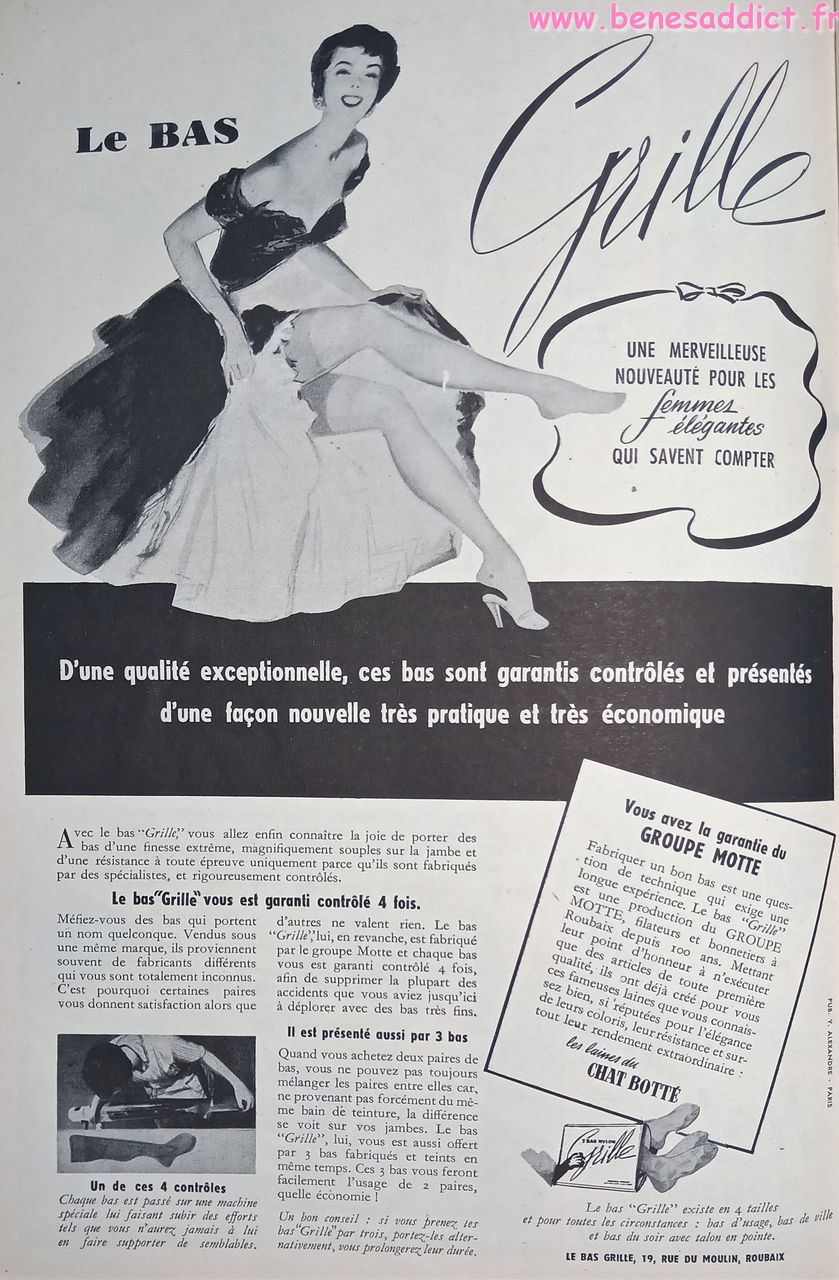 www.benesaddict.fr
Le BAS
Grille
UNE MERVEILLEUSE
NOUVEAUTÉ POUR LES
femmes
élégantes
QUI SAVENT COMPTER
D'une qualité exceptionnelle, ces bas sont garantis contrôlés et présentés
d'une façon nouvelle très pratique et très économique
Avec le bas "Grille," vous allez enfin connaître la joie de porter des
bas d'une finesse extrême, magnifiquement souples sur la jambe et
d'une résistance à toute épreuve uniquement parce qu'ils sont fabriqués
par des spécialistes, et rigoureusement contrôlés.
Le bas "Grille" vous est garanti contrôlé 4 fois.
Méfiez-vous des bas qui portent
un nom quelconque. Vendus sous
une même marque, ils proviennent
souvent de fabricants différents
qui vous sont totalement inconnus.
C'est pourquoi certaines paires
vous donnent satisfaction alors que
d'autres ne valent rien. Le bas
"Grille", lui, en revanche, est fabriqué
par le groupe Motte et chaque bas
vous est garanti contrôlé 4 fois,
afin de supprimer la plupart des
accidents que vous aviez jusqu'ici
à déplorer avec des bas très fins.
Un de ces 4 contrôles
Chaque bas est passé sur une machine
spéciale lui faisant subir des efforts
tels que vous n'aurez jamais à lui
en faire supporter de semblables.
Il est présenté aussi par 3 bas
Quand vous achetez deux paires de
bas, vous ne pouvez pas toujours
mélanger les paires entre elles car,
ne provenant pas forcément du mê-
me bain de teinture, la différence
se voit sur vos jambes. Le bas
"Grille", lui, vous est aussi offert
par 3 bas fabriqués et teints en
même temps. Ces 3 bas vous feront
facilement l'usage de 2 paires,
quelle économie !
Un bon conseil : si vous prenez les
bas "Grille" par trois, portez-les alter-
nativement, vous prolongerez leur durée.
Vous avez la garantie du
GROUPE MOTTE
Fabriquer un bon bas est une ques-
tion de technique qui exige une
longue expérience. Le bas "Grille"
est une production du GROUPE
MOTTE, filateurs et bonnetiers à
Roubaix depuis 100 ans. Mettant
leur point d'honneur à n'exécuter
que des articles de toute première
qualité, ils ont déjà créé pour vous
ces fameuses laines que vous connais-
sez bien, si réputées pour l'élégance
de leurs coloris, leur résistance et sur-
tout leur rendement extraordinaire :
les laines du
CHAT BOTTÉ
3 BAS NYLON
Grille
Le bas "Grille" existe en 4 tailles
et pour toutes les circonstances : bas d'usage, bas de ville
et bas du soir avec talon en pointe.
LE BAS GRILLE, 19, RUE DU MOULIN, ROUBAIX
PUB. Y. ALEXANDRE - PARIS